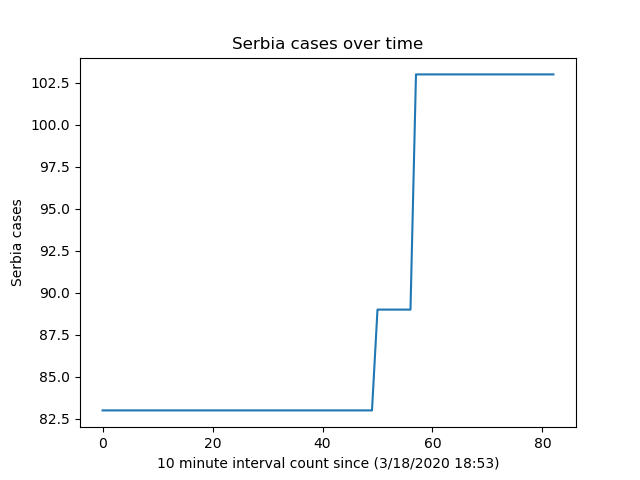 Serbia cases over time
102.5
100.0
97.5
95.0
92.5
90.0
87.5
85.0
82.5
Serbia cases
0 20 40 60 80
10 minute interval count since (3/18/2020 18:53)